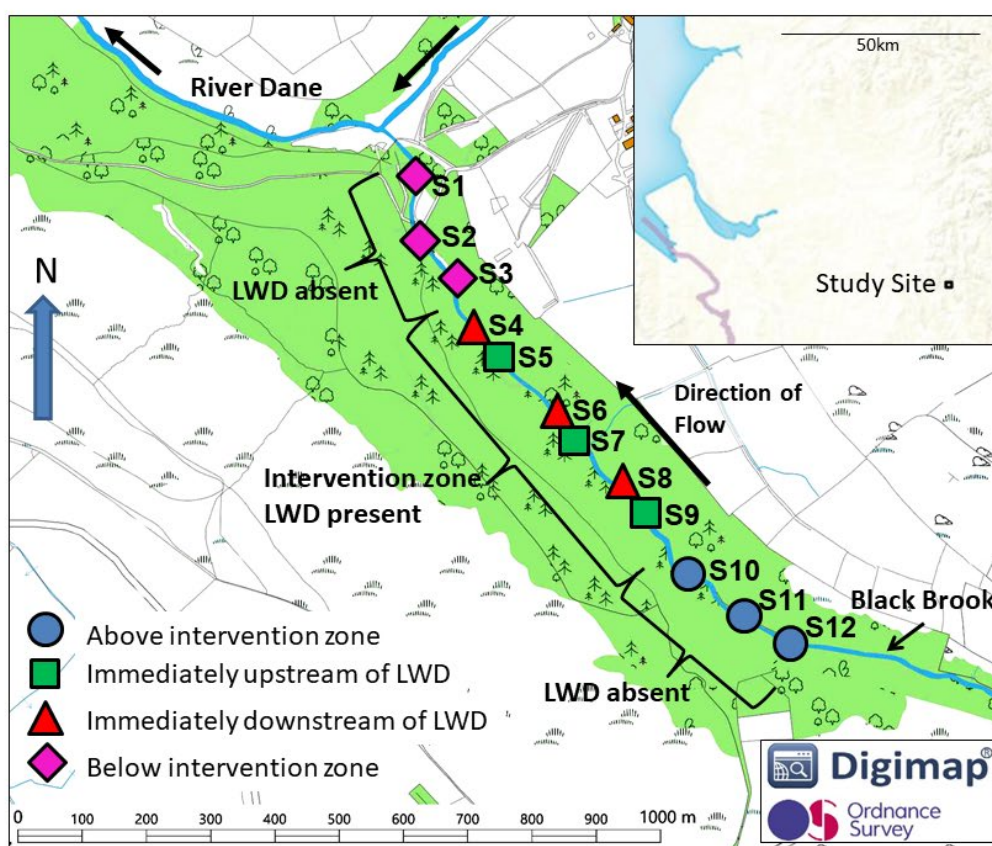 50km
River Dane
S1
S2
S3
Study Site
N
LWD absent
S4
S5
Direction of
Flow
S6
S7
S8
Intervention zone
LWD present
S9
S10
S11
S12
Black Brook
Above intervention zone
Immediately upstream of LWD
LWD absent
Immediately downstream of LWD
Below intervention zone
Digimap®
Ordnance
Survey
0 100 200 300 400 500 600 700 800 900 1000 m